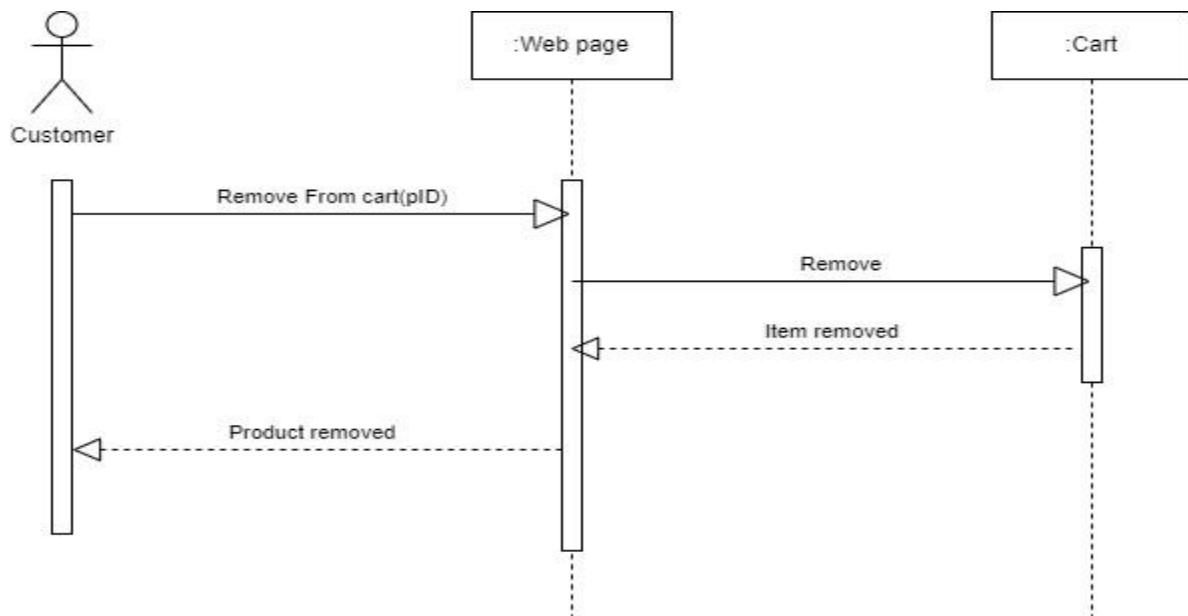 :Web page
:Cart
Customer
Remove From cart(pID)
Remove
Item removed
Product removed